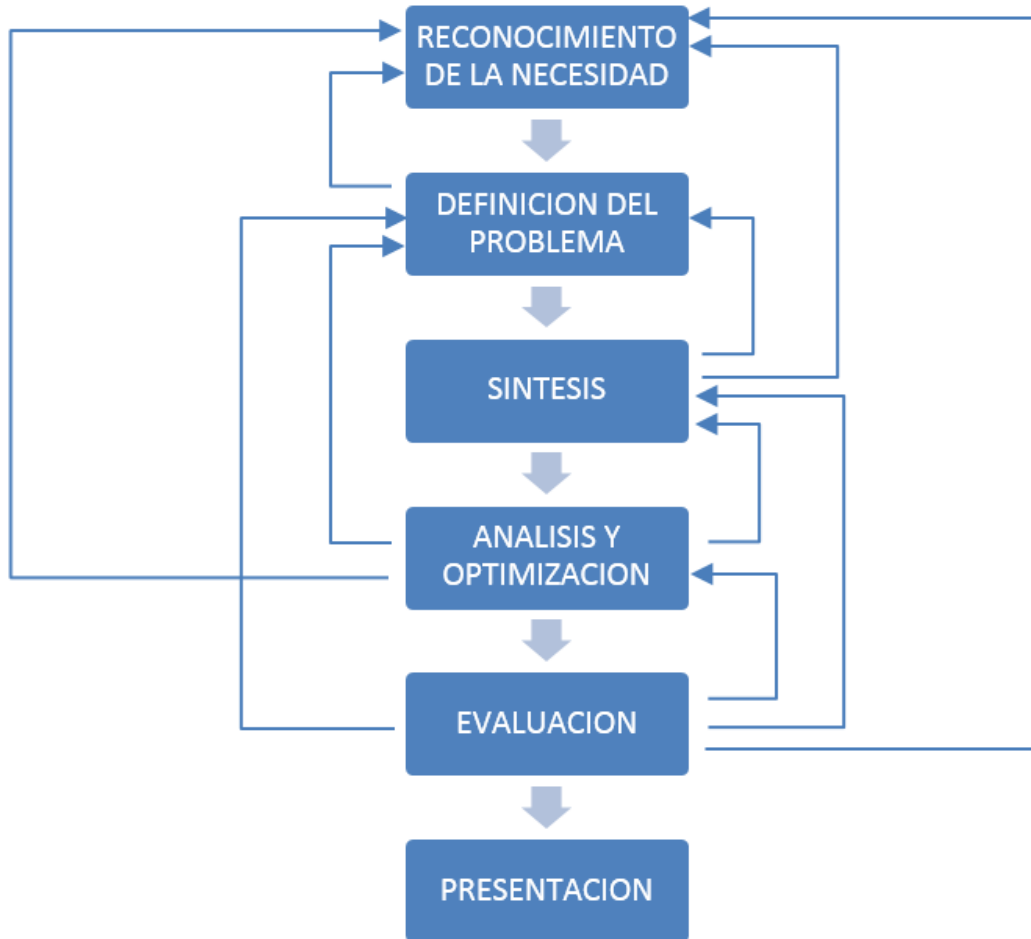 RECONOCIMIENTO
DE LA NECESIDAD
DEFINICION DEL
PROBLEMA
SINTESIS
ANALISIS Y
OPTIMIZACION
EVALUACION
PRESENTACION